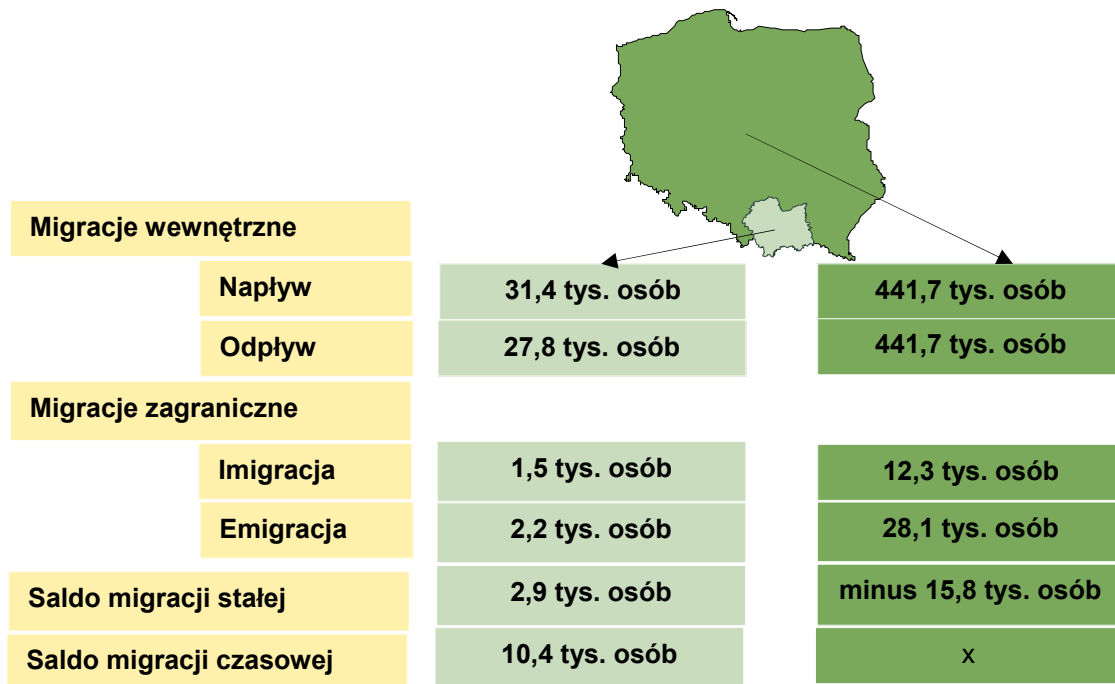 Migracje wewnętrzne
Napływ 31,4 tys. osób 441,7 tys. osób
Odpływ 27,8 tys. osób 441,7 tys. osób
Migracje zagraniczne
Imigracja 1,5 tys. osób 12,3 tys. osób
Emigracja 2,2 tys. osób 28,1 tys. osób
Saldo migracji stałej 2,9 tys. osób minus 15,8 tys. osób
Saldo migracji czasowej 10,4 tys. osób x